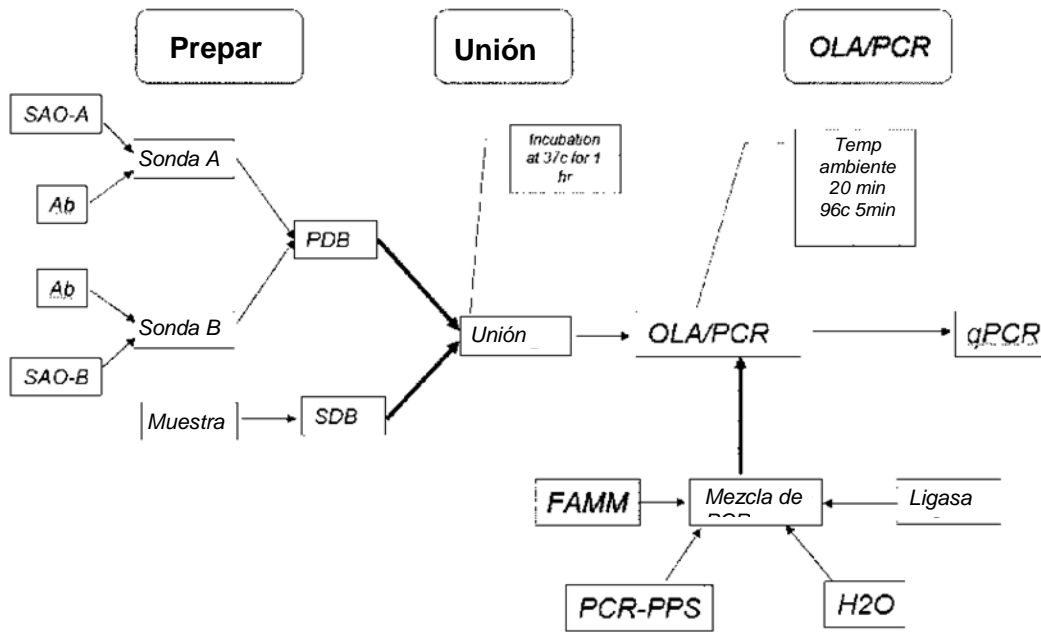 Prepar
Unión
OLA/PCR
SAO-A
Sonda A
Ab
Incubation
at 37c for 1
hr
Temp
ambiente
20 min
96c 5min
PDB
Ab
Sonda B
SAO-B
Unión
OLA/PCR
qPCR
Muestra
SDB
FAMM
Mezcla de
Ligasa
PCR-PPS
H2O